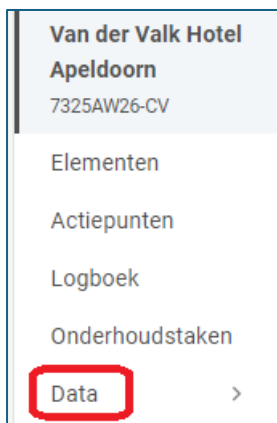 Van der Valk Hotel
Apeldoorn
7325AW26-CV
Elementen
Actiepunten
Logboek
Onderhoudstaken
Data